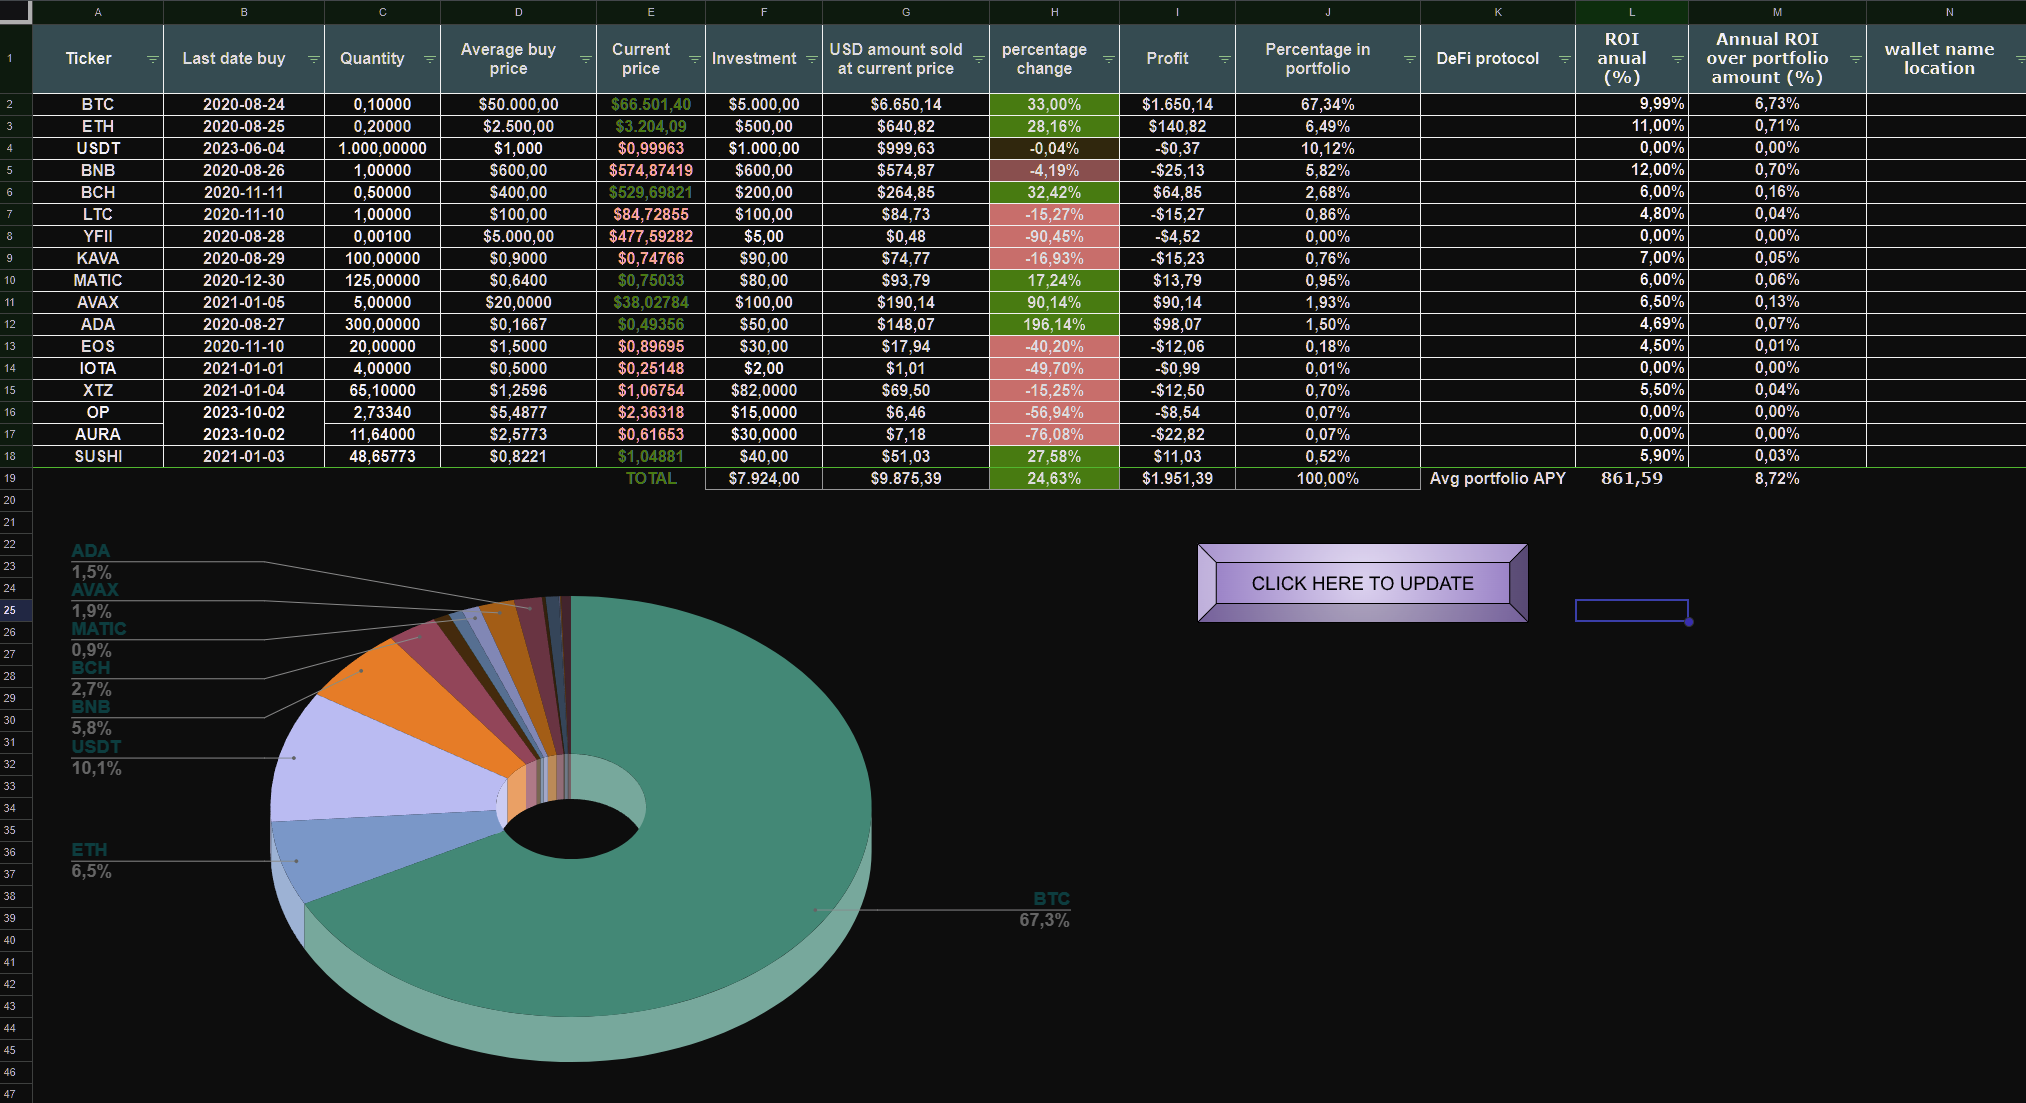 A B C D E F G H I J K L M N
1 Ticker Last date buy Quantity Average buy price Current price Investment USD amount sold at current price percentage change Profit Percentage in portfolio DeFi protocol ROI anual (%) Annual ROI over portfolio amount (%) wallet name location
2 BTC 2020-08-24 0,10000 $50.000,00 $66.501,40 $5.000,00 $6.650,14 33,00% $1.650,14 67,34% 9,99% 6,73%
3 ETH 2020-08-25 0,20000 $2.500,00 $3.204,09 $500,00 $640,82 28,16% $140,82 6,49% 11,00% 0,71%
4 USDT 2023-06-04 1.000,00000 $1,000 $0,99963 $1.000,00 $999,63 -0,04% -$0,37 10,12% 0,00% 0,00%
5 BNB 2020-08-26 1,00000 $600,00 $574,87419 $600,00 $574,87 -4,19% -$25,13 5,82% 12,00% 0,70%
6 BCH 2020-11-11 0,50000 $400,00 $529,69821 $200,00 $264,85 32,42% $64,85 2,68% 6,00% 0,16%
7 LTC 2020-11-10 1,00000 $100,00 $84,72855 $100,00 $84,73 -15,27% -$15,27 0,86% 4,80% 0,04%
8 YFII 2020-08-28 0,00100 $5.000,00 $477,59282 $5,00 $0,48 -90,45% -$4,52 0,00% 0,00% 0,00%
9 KAVA 2020-08-29 100,00000 $0,9000 $0,74766 $90,00 $74,77 -16,93% -$15,23 0,76% 7,00% 0,05%
10 MATIC 2020-12-30 125,00000 $0,6400 $0,75033 $80,00 $93,79 17,24% $13,79 0,95% 6,00% 0,06%
11 AVAX 2021-01-05 5,00000 $20,0000 $38,02784 $100,00 $190,14 90,14% $90,14 1,93% 6,50% 0,13%
12 ADA 2020-08-27 300,00000 $0,1667 $0,49356 $50,00 $148,07 196,14% $98,07 1,50% 4,69% 0,07%
13 EOS 2020-11-10 20,00000 $1,5000 $0,89695 $30,00 $17,94 -40,20% -$12,06 0,18% 4,50% 0,01%
14 IOTA 2021-01-01 4,00000 $0,5000 $0,25148 $2,00 $1,01 -49,70% -$0,99 0,01% 0,00% 0,00%
15 XTZ 2021-01-04 65,10000 $1,2596 $1,06754 $82,0000 $69,50 -15,25% -$12,50 0,70% 5,50% 0,04%
16 OP 2023-10-02 2,73340 $5,4877 $2,36318 $15,0000 $6,46 -56,94% -$8,54 0,07% 0,00% 0,00%
17 AURA 2023-10-02 11,64000 $2,5773 $0,61653 $30,0000 $7,18 -76,08% -$22,82 0,07% 0,00% 0,00%
18 SUSHI 2021-01-03 48,65773 $0,8221 $1,04881 $40,00 $51,03 27,58% $11,03 0,52% 5,90% 0,03%
19 TOTAL $7.924,00 $9.875,39 24,63% $1.951,39 100,00% Avg portfolio APY 861,59 8,72%
20
21
22
23
24
25
26
27
28
29
30
31
32
33
34
35
36
37
38
39
40
41
42
43
44
45
46
47
ADA
1,5%
AVAX
1,9%
MATIC
0,9%
BCH
2,7%
BNB
5,8%
USDT
10,1%
ETH
6,5%
BTC
67,3%
CLICK HERE TO UPDATE